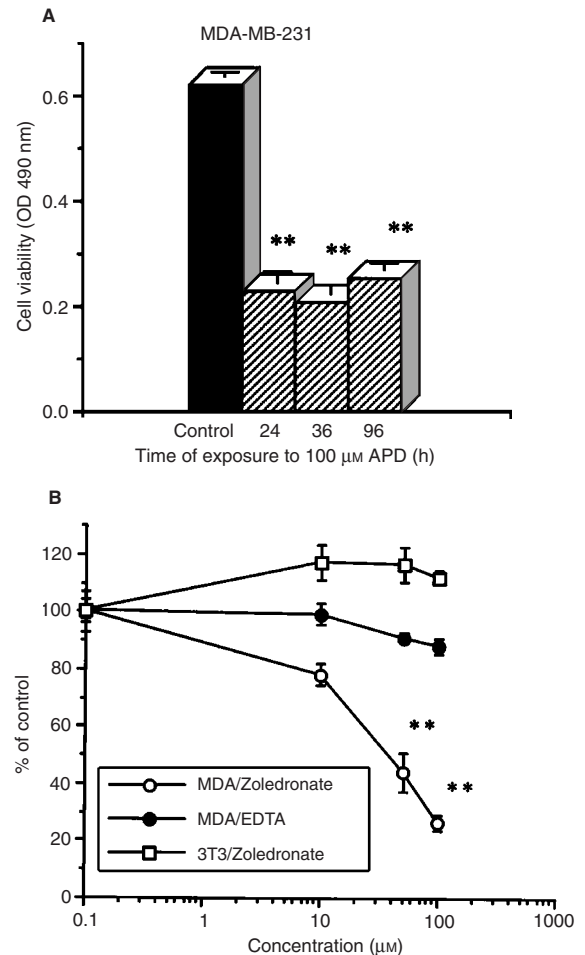 A
MDA-MB-231
Cell viability (OD 490 nm)
0.6
0.4
0.2
0.0
** ** **
Control 24 36 96
Time of exposure to 100 μM APD (h)
B
% of control
120
100
80
60
40
20
0
**
**
MDA/Zoledronate
MDA/EDTA
3T3/Zoledronate
0.1 1 10 100 1000
Concentration (μM)